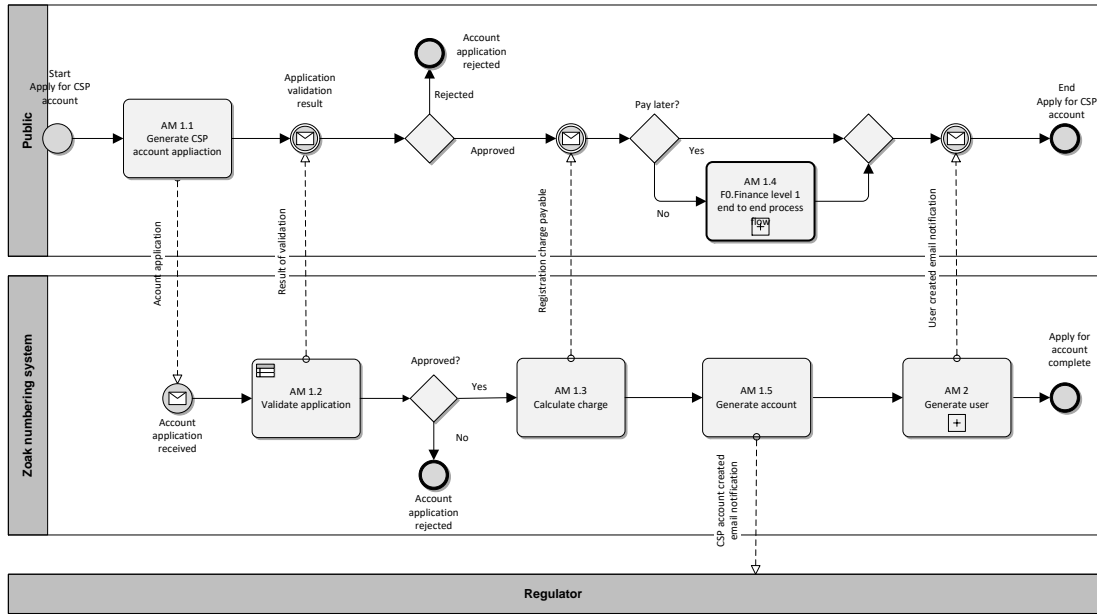 Public
Start
Apply for CSP
account
AM 1.1
Generate CSP
account appliaction
Application
validation
result
Account
application
rejected
Rejected
Approved
Pay later?
Yes
No
AM 1.4
F0.Finance level 1
end to end process
flow
End
Apply for CSP
account
Acount application
Result of validation
Registration charge payable
User created email notification
Zoak numbering system
Account
application
received
AM 1.2
Validate application
Approved?
Yes
No
Account
application
rejected
AM 1.3
Calculate charge
AM 1.5
Generate account
AM 2
Generate user
Apply for
account
complete
CSP account created
email notification
Regulator